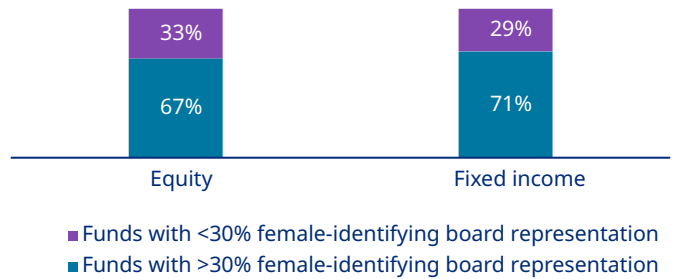 33%
29%
67%
71%
Equity
Fixed income
Funds with <30% female-identifying board representation
Funds with >30% female-identifying board representation